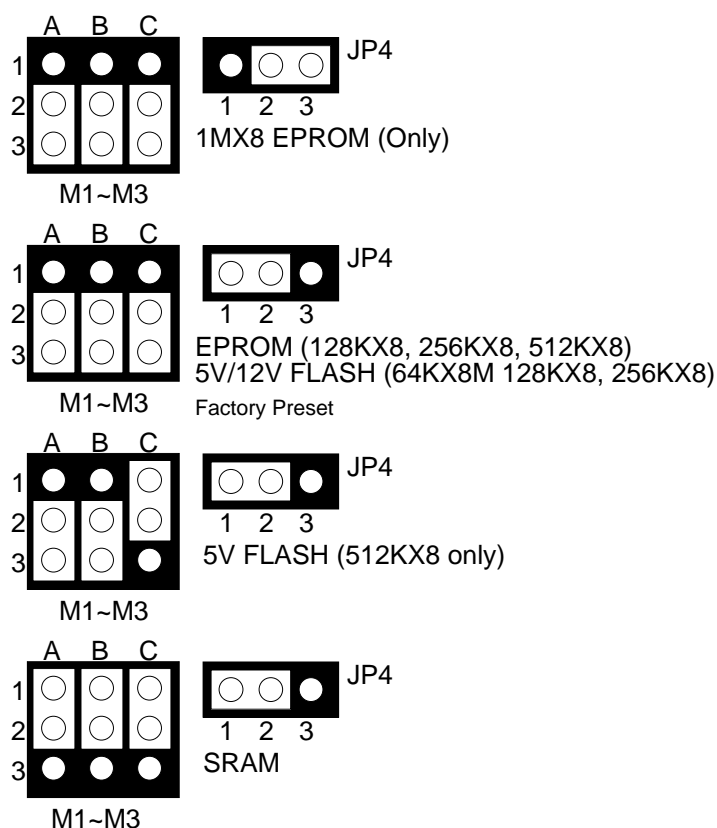 A B C
1 JP4
2 1 2 3
3 1MX8 EPROM (Only)
M1~M3
A B C
1 JP4
2 1 2 3
3 EPROM (128KX8, 256KX8, 512KX8)
5V/12V FLASH (64KX8M 128KX8, 256KX8)
M1~M3 Factory Preset
A B C
1 JP4
2 1 2 3
3 5V FLASH (512KX8 only)
M1~M3
A B C
1 JP4
2 1 2 3
3 SRAM
M1~M3